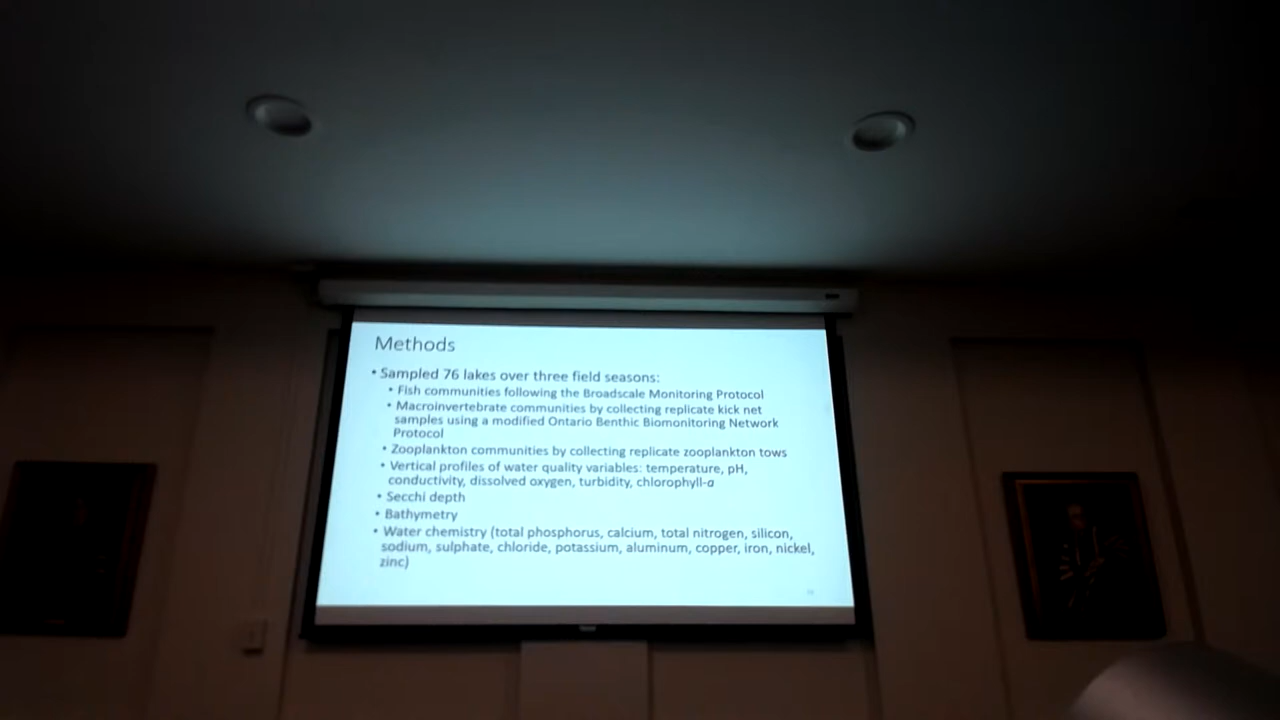 Methods
• Sampled 76 lakes over three field seasons:
• Fish communities following the Broadscale Monitoring Protocol
• Macroinvertebrate communities by collecting replicate kick net
samples using a modified Ontario Benthic Biomonitoring Network
Protocol
• Zooplankton communities by collecting replicate zooplankton tows
• Vertical profiles of water quality variables: temperature, pH,
conductivity, dissolved oxygen, turbidity, chlorophyll-a
• Secchi depth
• Bathymetry
• Water chemistry (total phosphorus, calcium, total nitrogen, silicon,
sodium, sulphate, chloride, potassium, aluminum, copper, iron, nickel,
zinc)